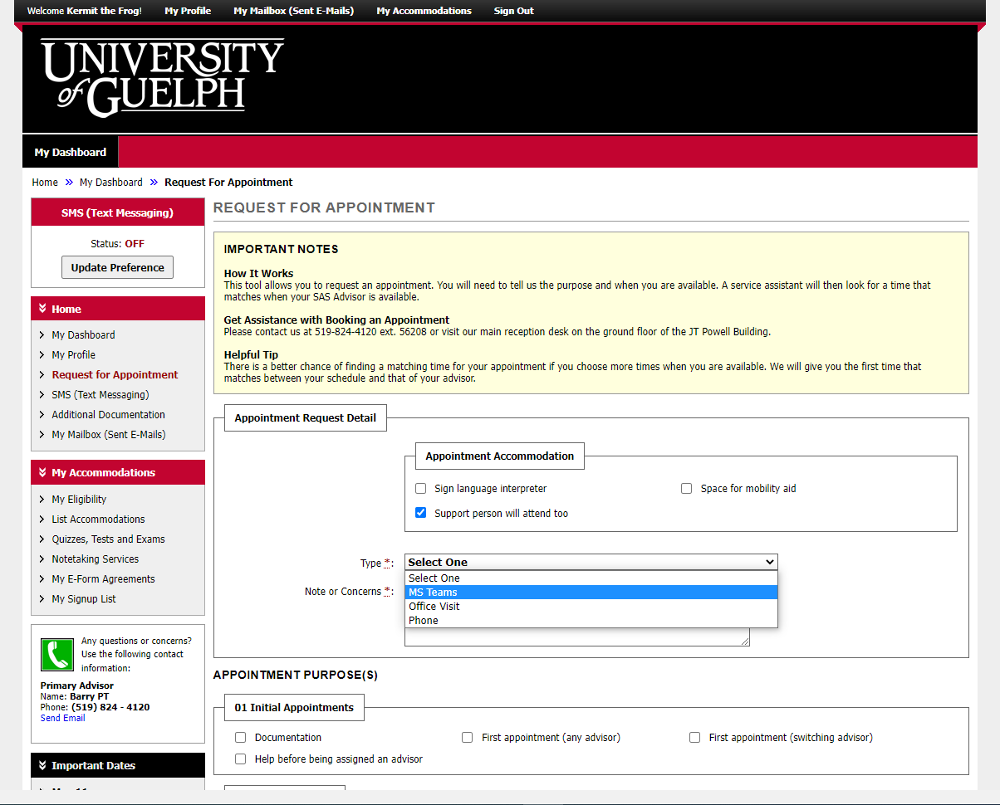 Welcome Kermit the Frog! My Profile My Mailbox (Sent E-Mails) My Accommodations Sign Out
UNIVERSITY
of GUELPH
My Dashboard
Home » My Dashboard » Request For Appointment
SMS (Text Messaging)
Status: OFF
Update Preference
Home
My Dashboard
My Profile
Request for Appointment
SMS (Text Messaging)
Additional Documentation
My Mailbox (Sent E-Mails)
My Accommodations
My Eligibility
List Accommodations
Quizzes, Tests and Exams
Notetaking Services
My E-Form Agreements
My Signup List
Any questions or concerns?
Use the following contact
information:
Primary Advisor
Name: Barry PT
Phone: (519) 824 - 4120
Send Email
Important Dates
REQUEST FOR APPOINTMENT
IMPORTANT NOTES
How It Works
This tool allows you to request an appointment. You will need to tell us the purpose and when you are available. A service assistant will then look for a time that
matches when your SAS Advisor is available.
Get Assistance with Booking an Appointment
Please contact us at 519-824-4120 ext. 56208 or visit our main reception desk on the ground floor of the JT Powell Building.
Helpful Tip
There is a better chance of finding a matching time for your appointment if you choose more times when you are available. We will give you the first time that
matches between your schedule and that of your advisor.
Appointment Request Detail
Appointment Accommodation
Sign language interpreter Space for mobility aid
Support person will attend too
Type *: Select One
Select One
Note or Concerns *: MS Teams
Office Visit
Phone
APPOINTMENT PURPOSE(S)
01 Initial Appointments
Documentation First appointment (any advisor) First appointment (switching advisor)
Help before being assigned an advisor